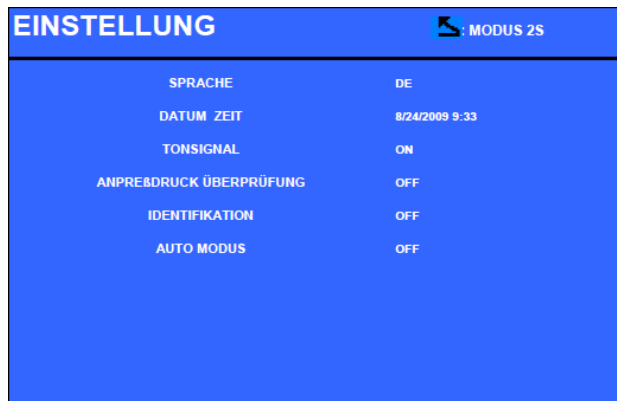 EINSTELLUNG : MODUS 2S
SPRACHE DE
DATUM ZEIT 8/24/2009 9:33
TONSIGNAL ON
ANPREßDRUCK ÜBERPRÜFUNG OFF
IDENTIFIKATION OFF
AUTO MODUS OFF